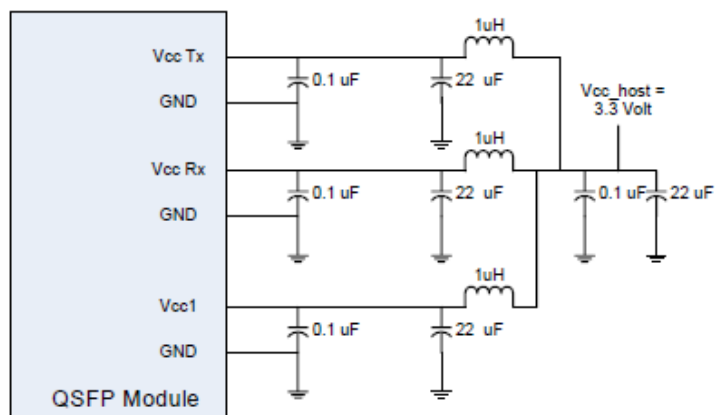 1uH
Vcc Tx
0.1 uF
22 uF
GND
Vcc_host =
3.3 Volt
1uH
Vcc Rx
0.1 uF
22 uF
0.1 uF
22 uF
GND
1uH
Vcc1
0.1 uF
22 uF
GND
QSFP Module